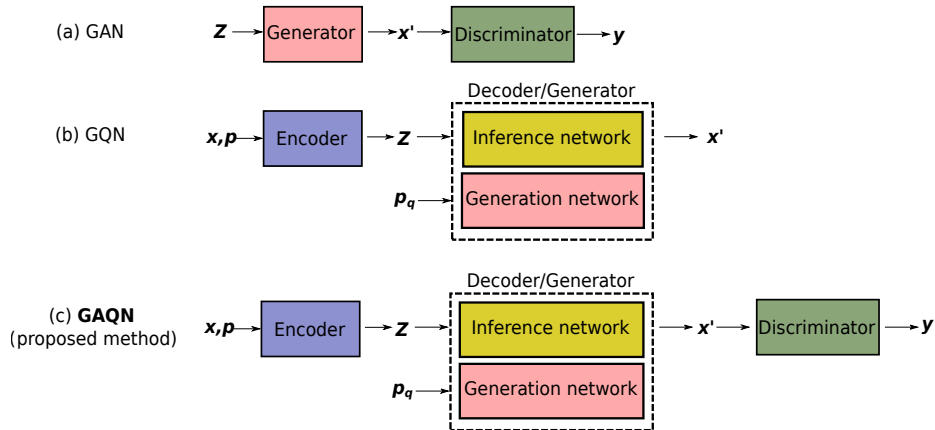 (a) GAN
Z Generator x' Discriminator y
Decoder/Generator
(b) GQN
x,p Encoder Z Inference network x'
p_q Generation network
Decoder/Generator
(c) GAQN
(proposed method)
x,p Encoder Z Inference network x' Discriminator y
p_q Generation network